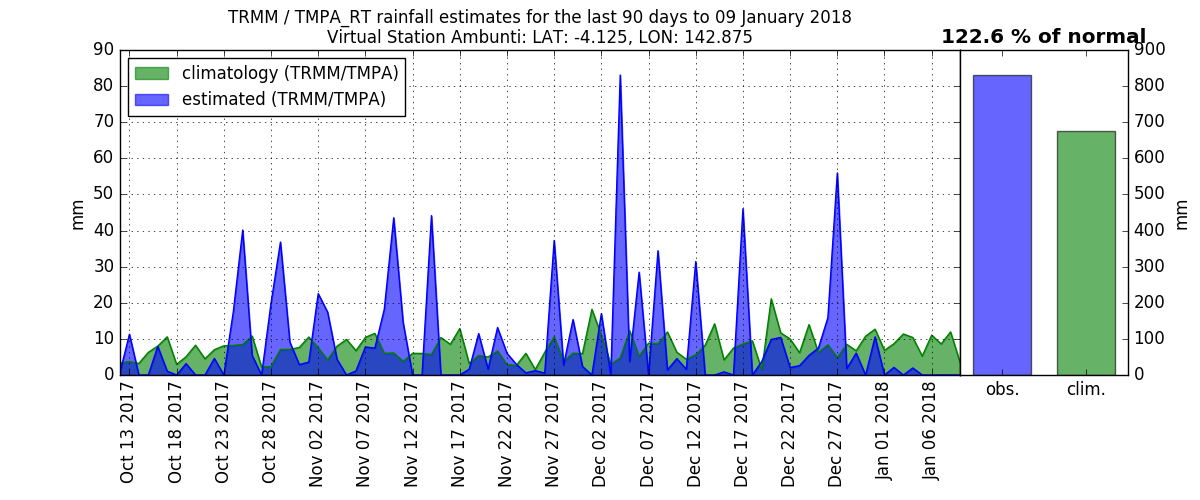 TRMM / TMPA_RT rainfall estimates for the last 90 days to 09 January 2018
Virtual Station Ambunti: LAT: -4.125, LON: 142.875
122.6 % of normal
climatology (TRMM/TMPA)
estimated (TRMM/TMPA)
mm
90
80
70
60
50
40
30
20
10
0
Oct 13 2017
Oct 18 2017
Oct 23 2017
Oct 28 2017
Nov 02 2017
Nov 07 2017
Nov 12 2017
Nov 17 2017
Nov 22 2017
Nov 27 2017
Dec 02 2017
Dec 07 2017
Dec 12 2017
Dec 17 2017
Dec 22 2017
Dec 27 2017
Jan 01 2018
Jan 06 2018
900
800
700
600
500
400
300
200
100
0
mm
obs.
clim.